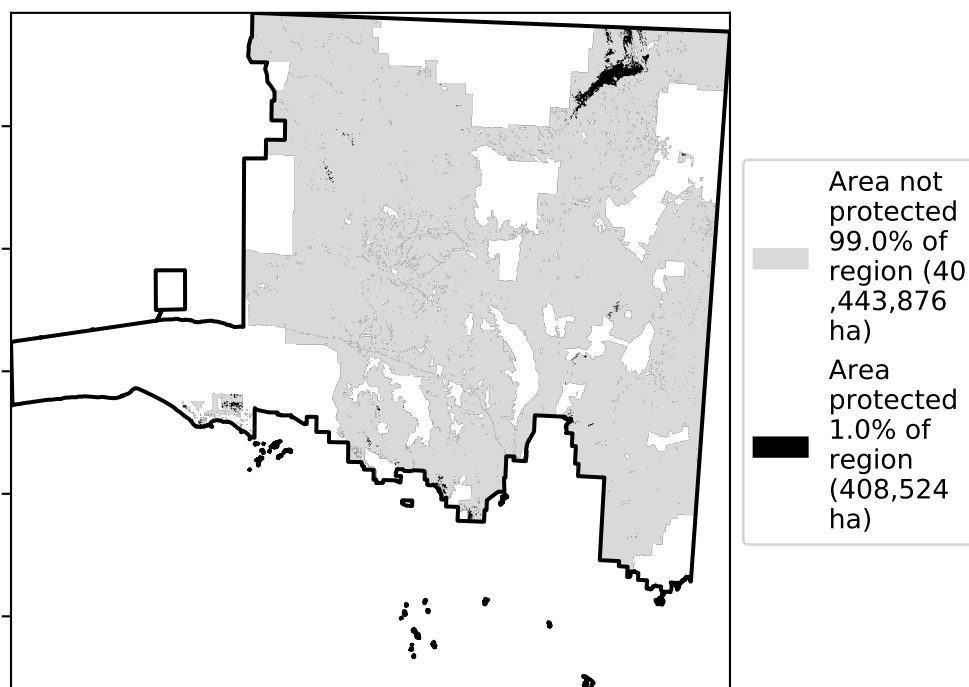 Area not
protected
99.0% of
region (40
,443,876
ha)
Area
protected
1.0% of
region
(408,524
ha)